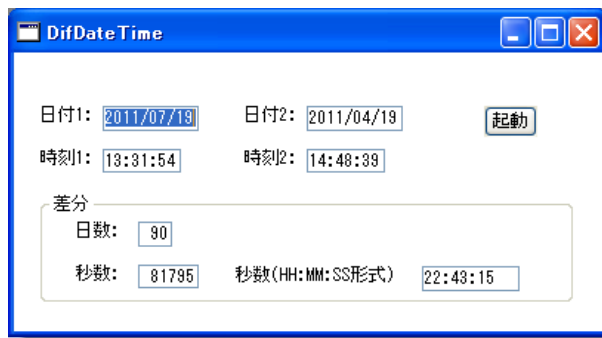 DifDateTime
日付1: 2011/07/19 日付2: 2011/04/19 起動
時刻1: 13:31:54 時刻2: 14:48:39
差分
日数: 90
秒数: 81795 秒数(HH:MM:SS形式) 22:43:15